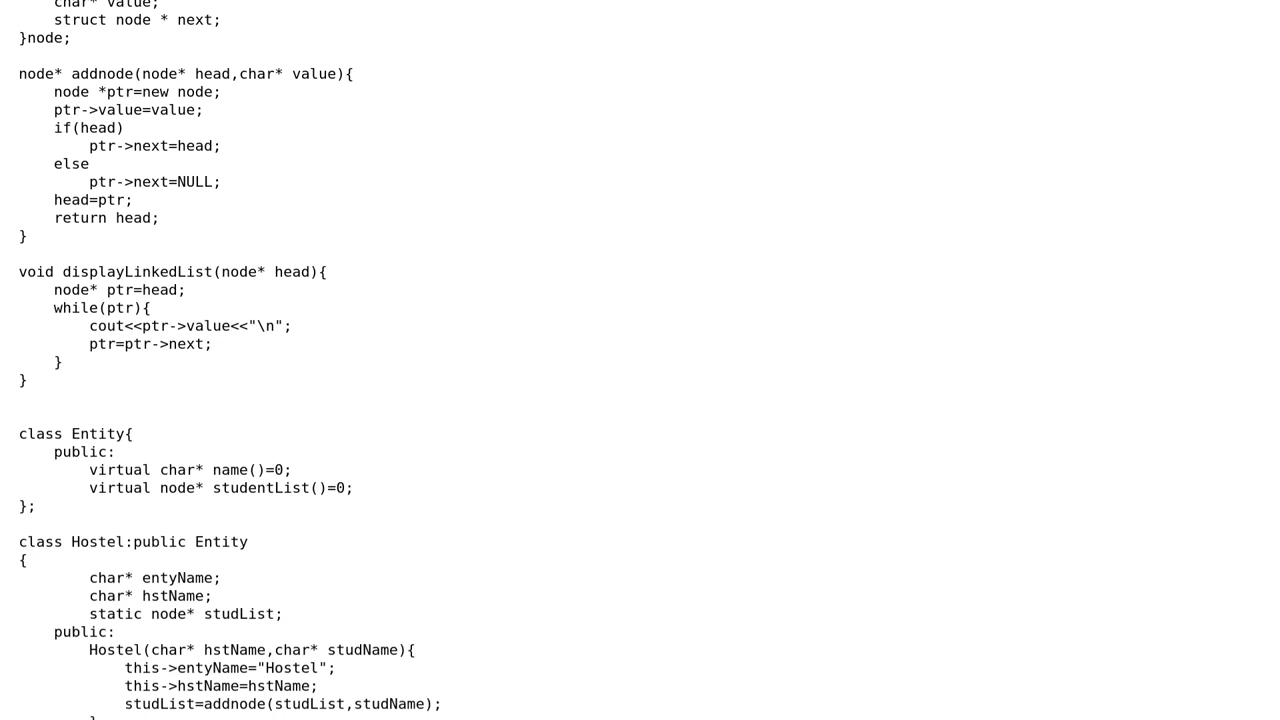 char* value;
struct node * next;
}node;
node* addnode(node* head,char* value){
node *ptr=new node;
ptr->value=value;
if(head)
ptr->next=head;
else
ptr->next=NULL;
head=ptr;
return head;
}
void displayLinkedList(node* head){
node* ptr=head;
while(ptr){
cout<<ptr->value<<"\n";
ptr=ptr->next;
}
}
class Entity{
public:
virtual char* name()=0;
virtual node* studentList()=0;
};
class Hostel:public Entity
{
char* entyName;
char* hstName;
static node* studList;
public:
Hostel(char* hstName,char* studName){
this->entyName="Hostel";
this->hstName=hstName;
studList=addnode(studList,studName);
}